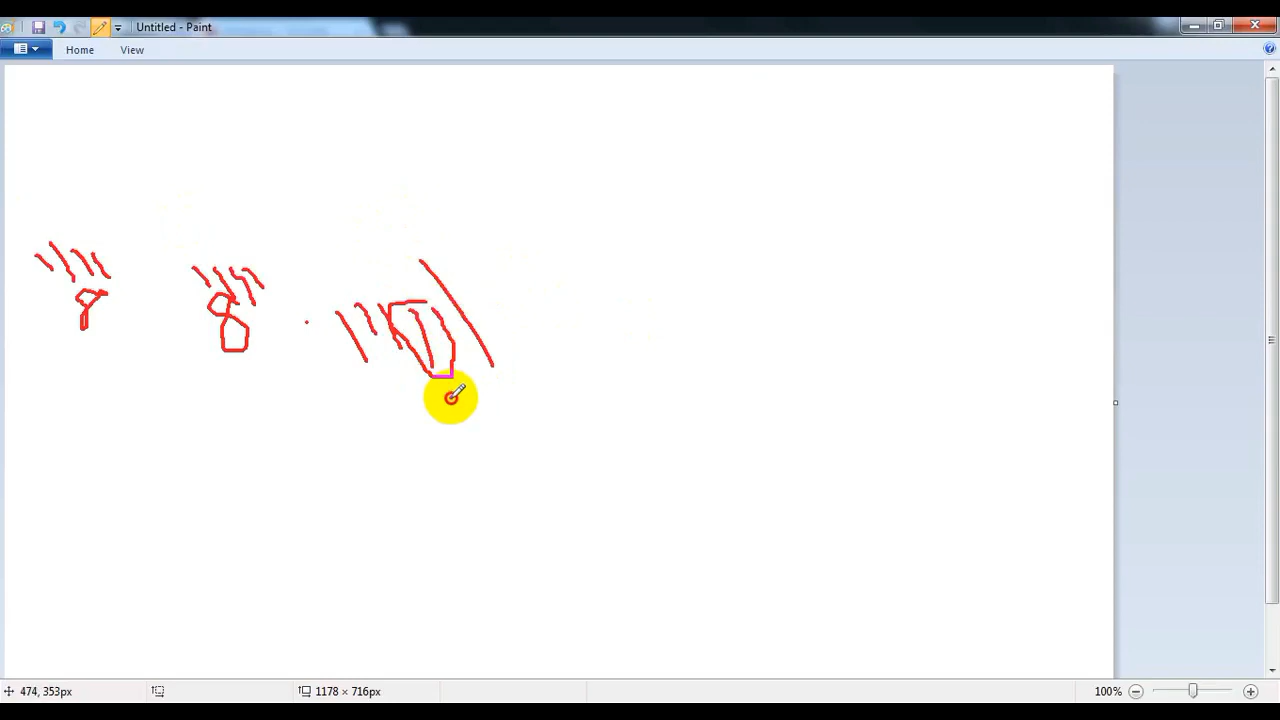 Untitled - Paint
Home View
474, 353px 1178 × 716px 100%